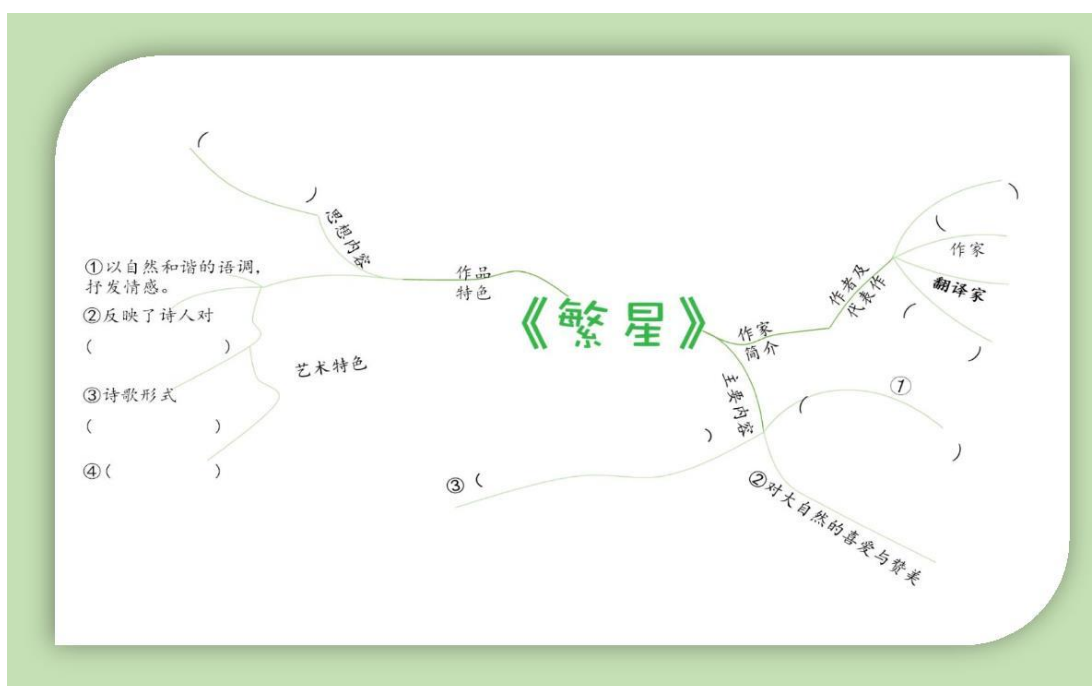 《繁星》
作品
特色
思想内容
(
)
①以自然和谐的语调，
抒发情感。
②反映了诗人对
( )
③诗歌形式
( )
④( )
艺术特色
作家
简介
作者及
代表作
( )
作家
翻译家
( )
主要内容
①
( )
②对大自然的喜爱与赞美
③( )